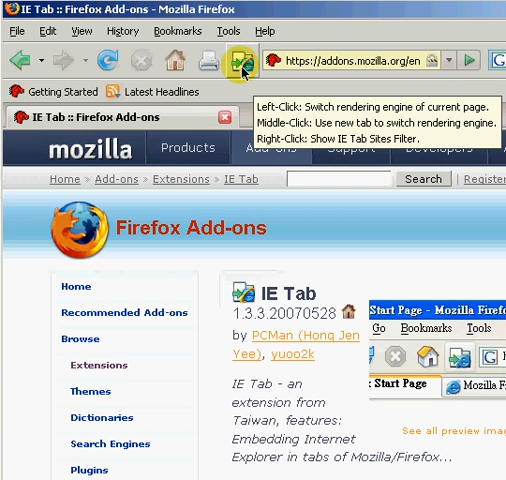 IE Tab :: Firefox Add-ons - Mozilla Firefox
File Edit View History Bookmarks Tools Help
https://addons.mozilla.org/en
G
Getting Started Latest Headlines
Left-Click: Switch rendering engine of current page.
Middle-Click: Use new tab to switch rendering engine.
Right-Click: Show IE Tab Sites Filter.
IE Tab :: Firefox Add-ons
mozilla Products Add-ons Support Developers
Home » Add-ons » Extensions » IE Tab Search | Register
Firefox Add-ons
Home
Recommended Add-ons
Browse
Extensions
Themes
Dictionaries
Search Engines
Plugins
IE Tab
1.3.3.20070528
by PCMan (Hong Jen
Yee), yuoo2k
IE Tab - an
extension from
Taiwan, features:
Embedding Internet
Explorer in tabs of Mozilla/Firefox...
Start Page - Mozilla Firefo
Go Bookmarks Tools
G
: Start Page Mozilla F
See all preview imag